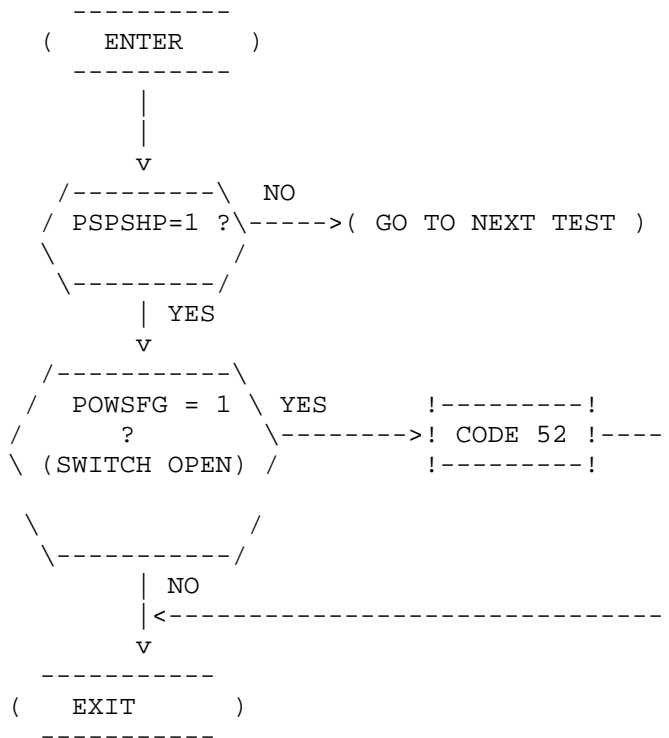 ENTER
NO
PSPSHP=1 ?
( GO TO NEXT TEST )
YES
POWSFG = 1
YES
?
CODE 52
(SWITCH OPEN)
NO
EXIT